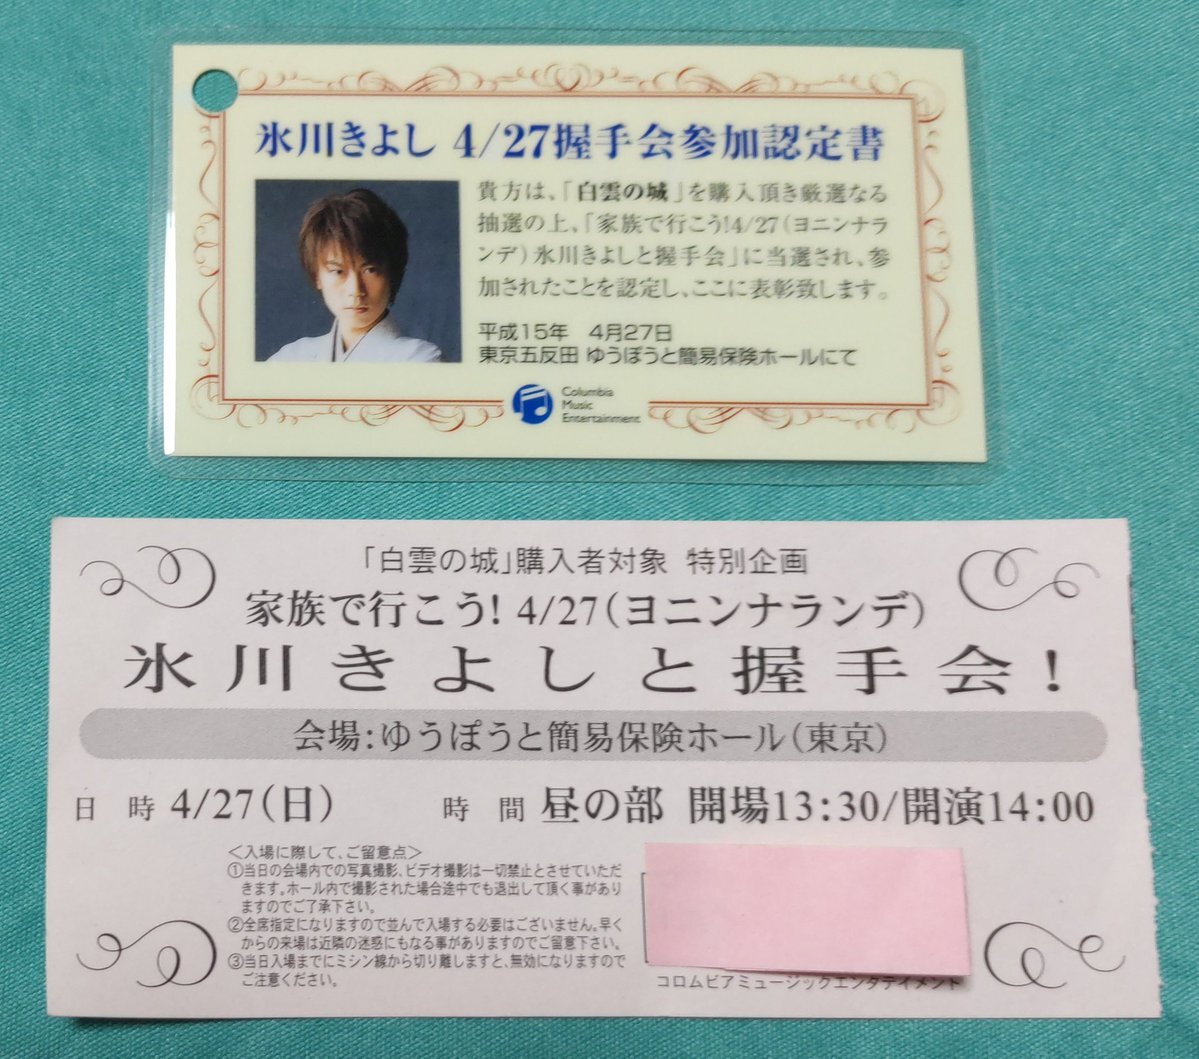 氷川きよし 4/27握手会参加認定書
貴方は、「白雲の城」を購入頂き厳選なる
抽選の上、「家族で行こう!4/27(ヨニンナラ
ンデ)氷川きよしと握手会」に当選され、参
加されたことを認定し、ここに表彰致します。
平成15年 4月27日
東京五反田 ゆうぽうと簡易保険ホールにて
Columbia
Music
Entertainment
「白雲の城」購入者対象 特別企画
家族で行こう! 4/27(ヨニンナランデ)
氷川きよしと握手会!
会場:ゆうぽうと簡易保険ホール(東京)
日 時 4/27(日) 時 間 昼の部 開場13:30/開演14:00
<入場に際して、ご留意点>
①当日の会場内での写真撮影、ビデオ撮影は一切禁止とさせていただ
きます。ホール内で撮影された場合途中でも退出して頂く事があり
ますのでご了承下さい。
②全席指定になりますので並んで入場する必要はございません。早く
からの来場は近隣の迷惑にもなる事がありますのでご留意下さい。
③当日入場までにミシン線から切り離しますと、無効になりますので
ご注意ください。
コロムビアミュージックエンタテイメント